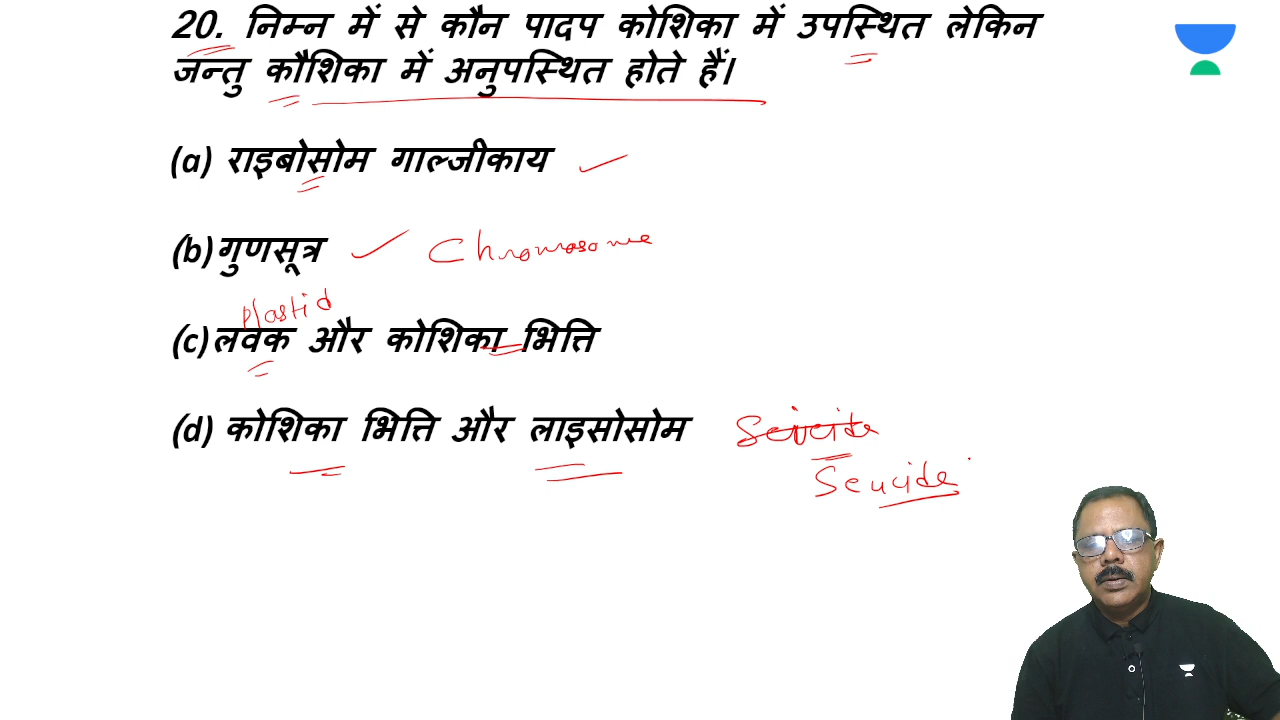 20. निम्न में से कौन पादप कोशिका में उपस्थित लेकिन
जन्तु कौशिका में अनुपस्थित होते हैं।
(a) राइबोसोम गाल्जीकाय
(b) गुणसूत्र Chromosome
Plastid
(c) लवक और कोशिका भित्ति
(d) कोशिका भित्ति और लाइसोसोम
Seucide